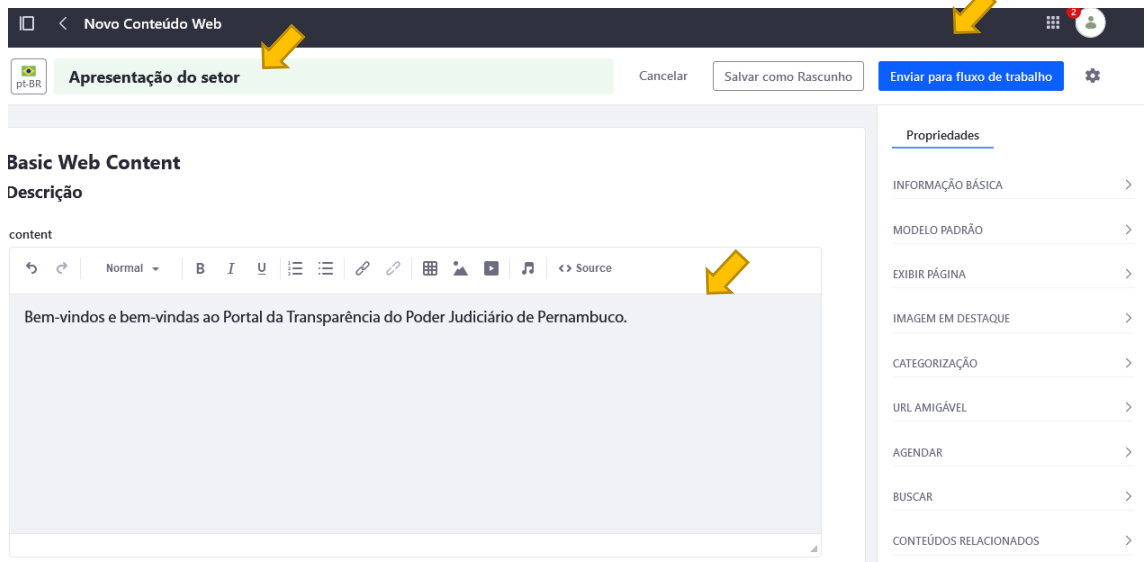 Novo Conteúdo Web
2
pt-BR
Apresentação do setor
Cancelar
Salvar como Rascunho
Enviar para fluxo de trabalho
Propriedades
Basic Web Content
Descrição
content
Normal
B I U
Source
Bem-vindos e bem-vindas ao Portal da Transparência do Poder Judiciário de Pernambuco.
INFORMAÇÃO BÁSICA
MODELO PADRÃO
EXIBIR PÁGINA
IMAGEM EM DESTAQUE
CATEGORIZAÇÃO
URL AMIGÁVEL
AGENDAR
BUSCAR
CONTEÚDOS RELACIONADOS